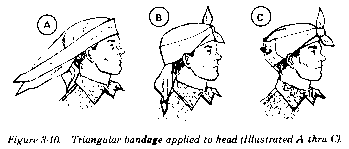 A
B
C
Figure 3-10. Triangular bandage applied to head (Illustrated A thru C).